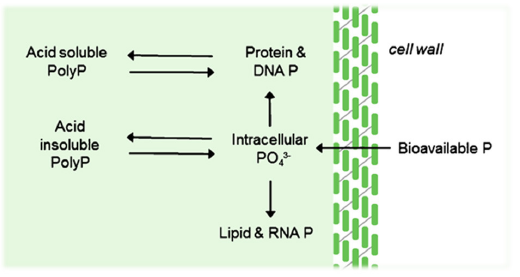 Acid soluble
PolyP
Protein &
DNA P
cell wall
Acid
insoluble
PolyP
Intracellular
PO₄³⁻
Bioavailable P
Lipid & RNA P